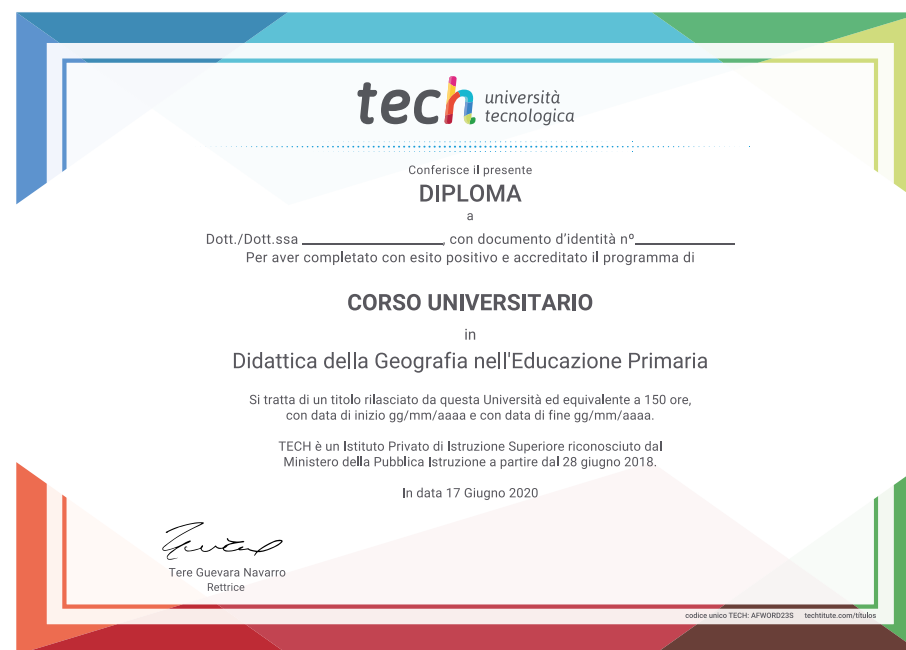 tech università
tecnologica
Conferisce il presente
DIPLOMA
a
Dott./Dott.ssa ____________________, con documento d'identità nº______________
Per aver completato con esito positivo e accreditato il programma di
CORSO UNIVERSITARIO
in
Didattica della Geografia nell'Educazione Primaria
Si tratta di un titolo rilasciato da questa Università ed equivalente a 150 ore,
con data di inizio gg/mm/aaaa e con data di fine gg/mm/aaaa.
TECH è un Istituto Privato di Istruzione Superiore riconosciuto dal
Ministero della Pubblica Istruzione a partire dal 28 giugno 2018.
In data 17 Giugno 2020
Tere Guevara Navarro
Rettrice
codice unico TECH: AFWORD23S techtitute.com/títulos